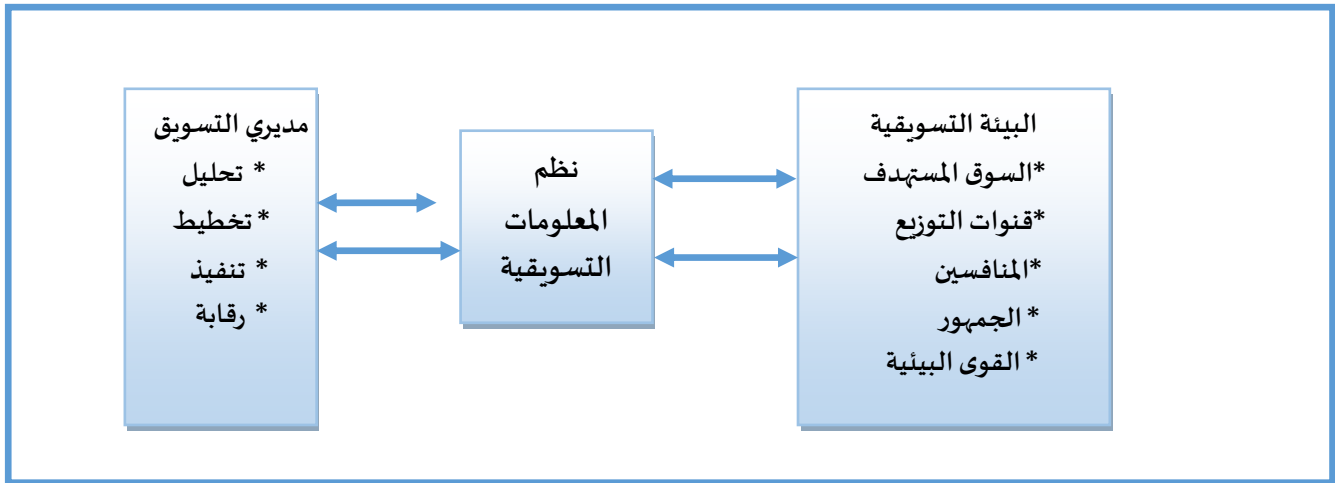 البيئة التسويقية
*السوق المستهدف
*قنوات التوزيع
*المنافسين
* الجمهور
* القوى البيئية
نظم
المعلومات
التسويقية
مديري التسويق
* تحليل
* تخطيط
* تنفيذ
* رقابة